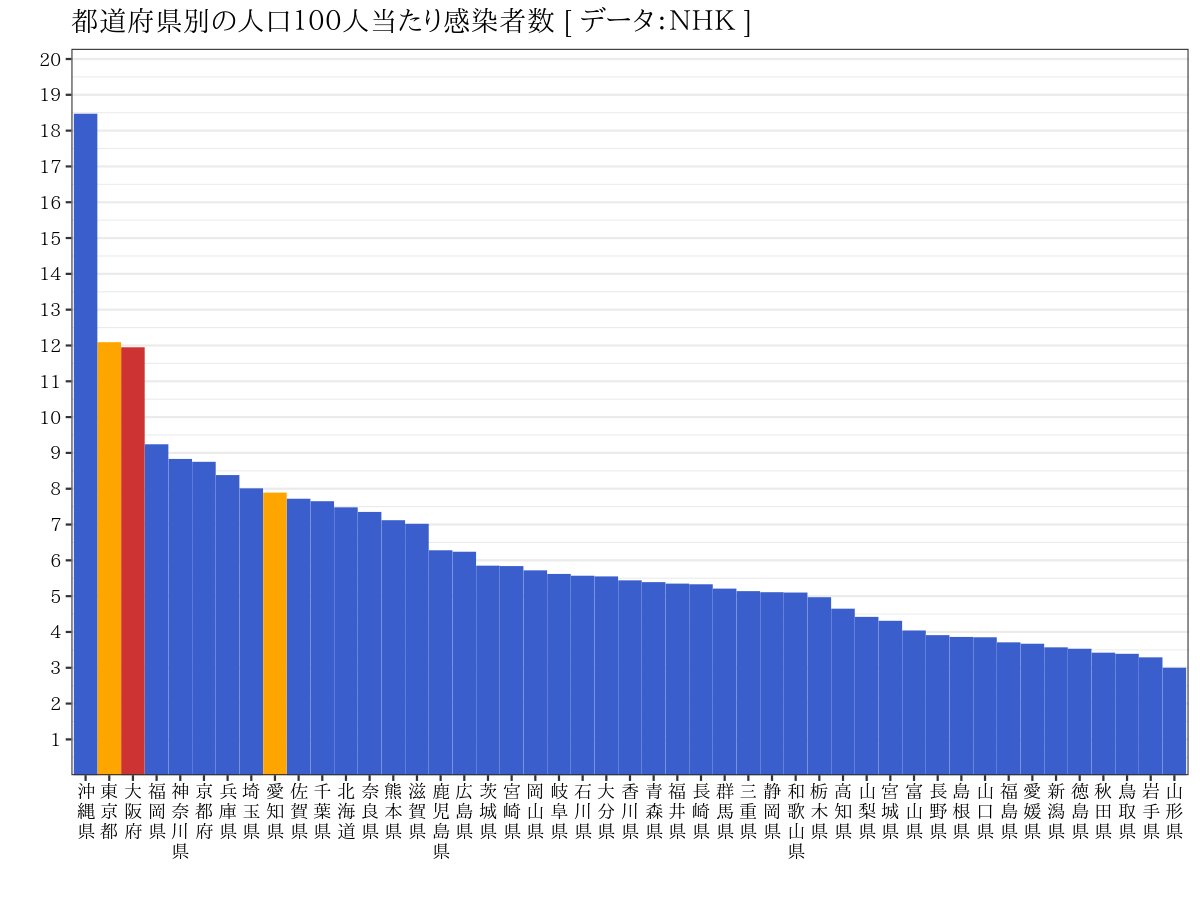 都道府県別の人口100人当たり感染者数 [ データ:NHK ]
20
19
18
17
16
15
14
13
12
11
10
9
8
7
6
5
4
3
2
1
沖縄県
東京都
大阪府
福岡県
神奈川県
京都府
兵庫県
埼玉県
愛知県
佐賀県
千葉県
北海道
奈良県
熊本県
滋賀県
鹿児島県
広島県
茨城県
宮崎県
岡山県
岐阜県
石川県
大分県
香川県
青森県
福井県
長崎県
群馬県
三重県
静岡県
和歌山県
栃木県
高知県
山梨県
宮城県
富山県
長野県
島根県
山口県
福島県
愛媛県
新潟県
徳島県
秋田県
鳥取県
岩手県
山形県